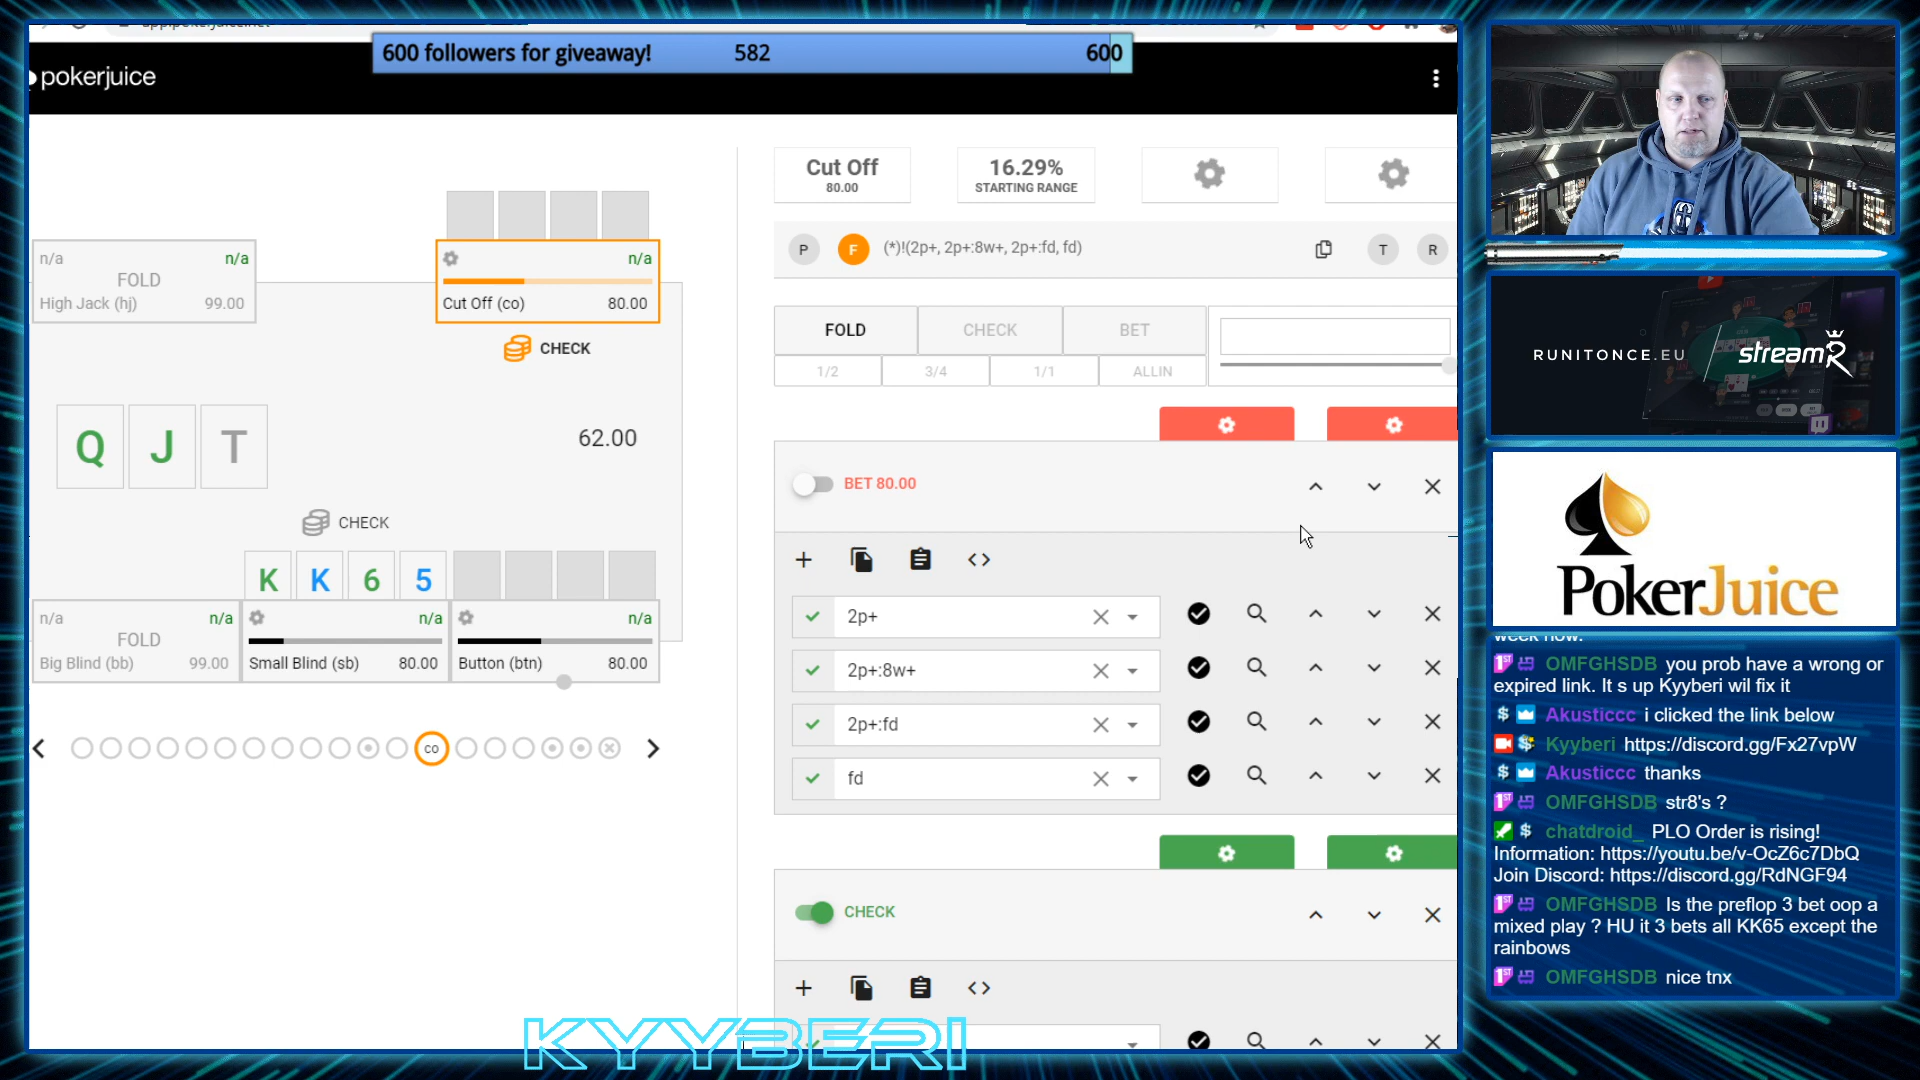 600 followers for giveaway! 582 600
pokerjuice
n/a n/a
FOLD
High Jack (hj) 99.00
n/a
Cut Off (co) 80.00
CHECK
Q J T
62.00
CHECK
K K 6 5
n/a n/a
FOLD
Big Blind (bb) 99.00
n/a
Small Blind (sb) 80.00
n/a
Button (btn) 80.00
co
Cut Off
80.00
16.29%
STARTING RANGE
P F (*)!(2p+, 2p+:8w+, 2p+:fd, fd) T R
FOLD CHECK BET
1/2 3/4 1/1 ALLIN
BET 80.00
2p+
2p+:8w+
2p+:fd
fd
CHECK
KYYBERI
RUNITONCE.EU / streamR
PokerJuice
week now.
OMFGHSDB you prob have a wrong or
expired link. It s up Kyyberi wil fix it
Akusticcc i clicked the link below
Kyyberi https://discord.gg/Fx27vpW
Akusticcc thanks
OMFGHSDB str8's ?
chatdroid_ PLO Order is rising!
Information: https://youtu.be/v-OcZ6c7DbQ
Join Discord: https://discord.gg/RdNGF94
OMFGHSDB Is the preflop 3 bet oop a
mixed play ? HU it 3 bets all KK65 except the
rainbows
OMFGHSDB nice tnx